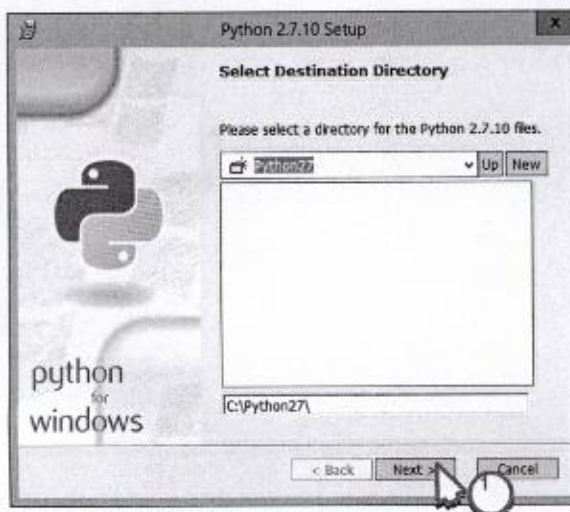 Python 2.7.10 Setup
x
Select Destination Directory
Please select a directory for the Python 2.7.10 files.
Python27
Up
New
python
for
windows
C:\Python27\
< Back
Next >
Cancel